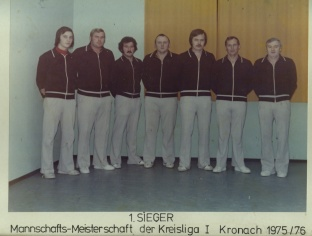 1. SIEGER
Mannschafts-Meisterschaft der Kreisliga I Kronach 1975/76